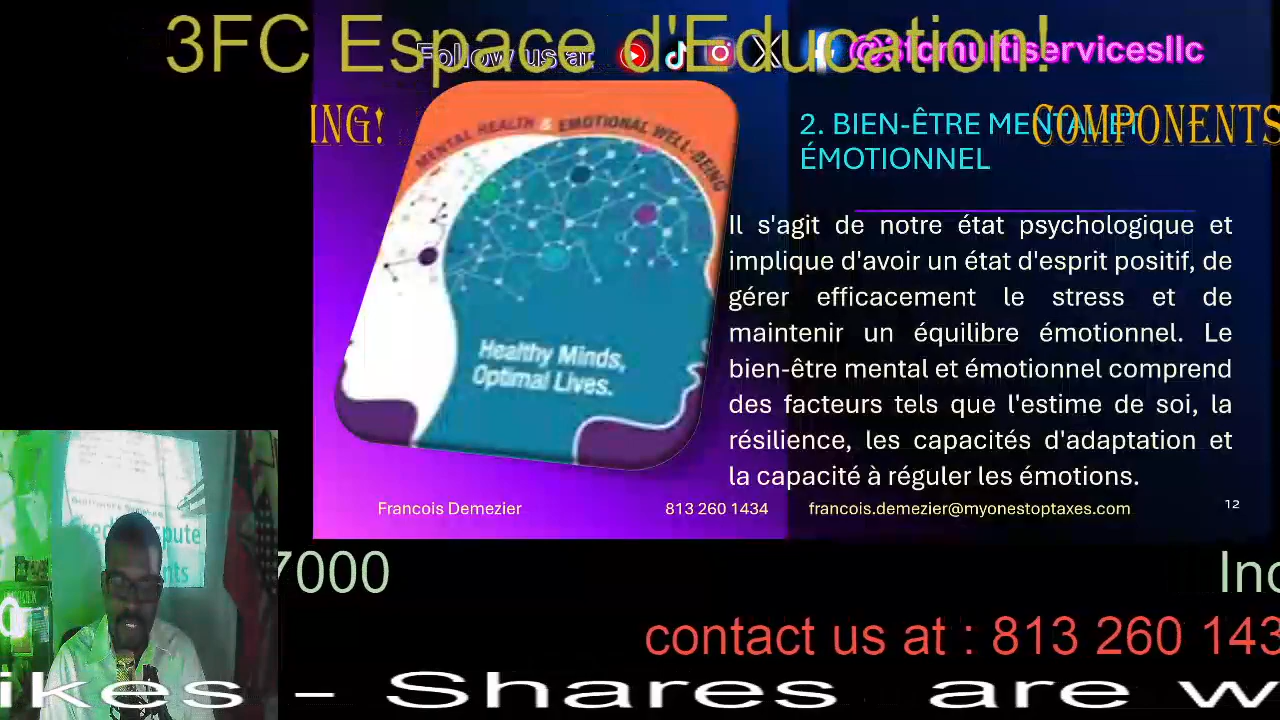 3FC Espace d'Education!
Follow us at
@3fcmultiservicesllc
ING!
COMPONENTS
2. BIEN-ÊTRE MENTAL ET
ÉMOTIONNEL
MENTAL HEALTH & EMOTIONAL WELL-BEING
Healthy Minds,
Optimal Lives.
Il s'agit de notre état psychologique et
implique d'avoir un état d'esprit positif, de
gérer efficacement le stress et de
maintenir un équilibre émotionnel. Le
bien-être mental et émotionnel comprend
des facteurs tels que l'estime de soi, la
résilience, les capacités d'adaptation et
la capacité à réguler les émotions.
Francois Demezier
813 260 1434
francois.demezier@myonestoptaxes.com
12
7000
Inc
contact us at : 813 260 143
ikes - Shares are w